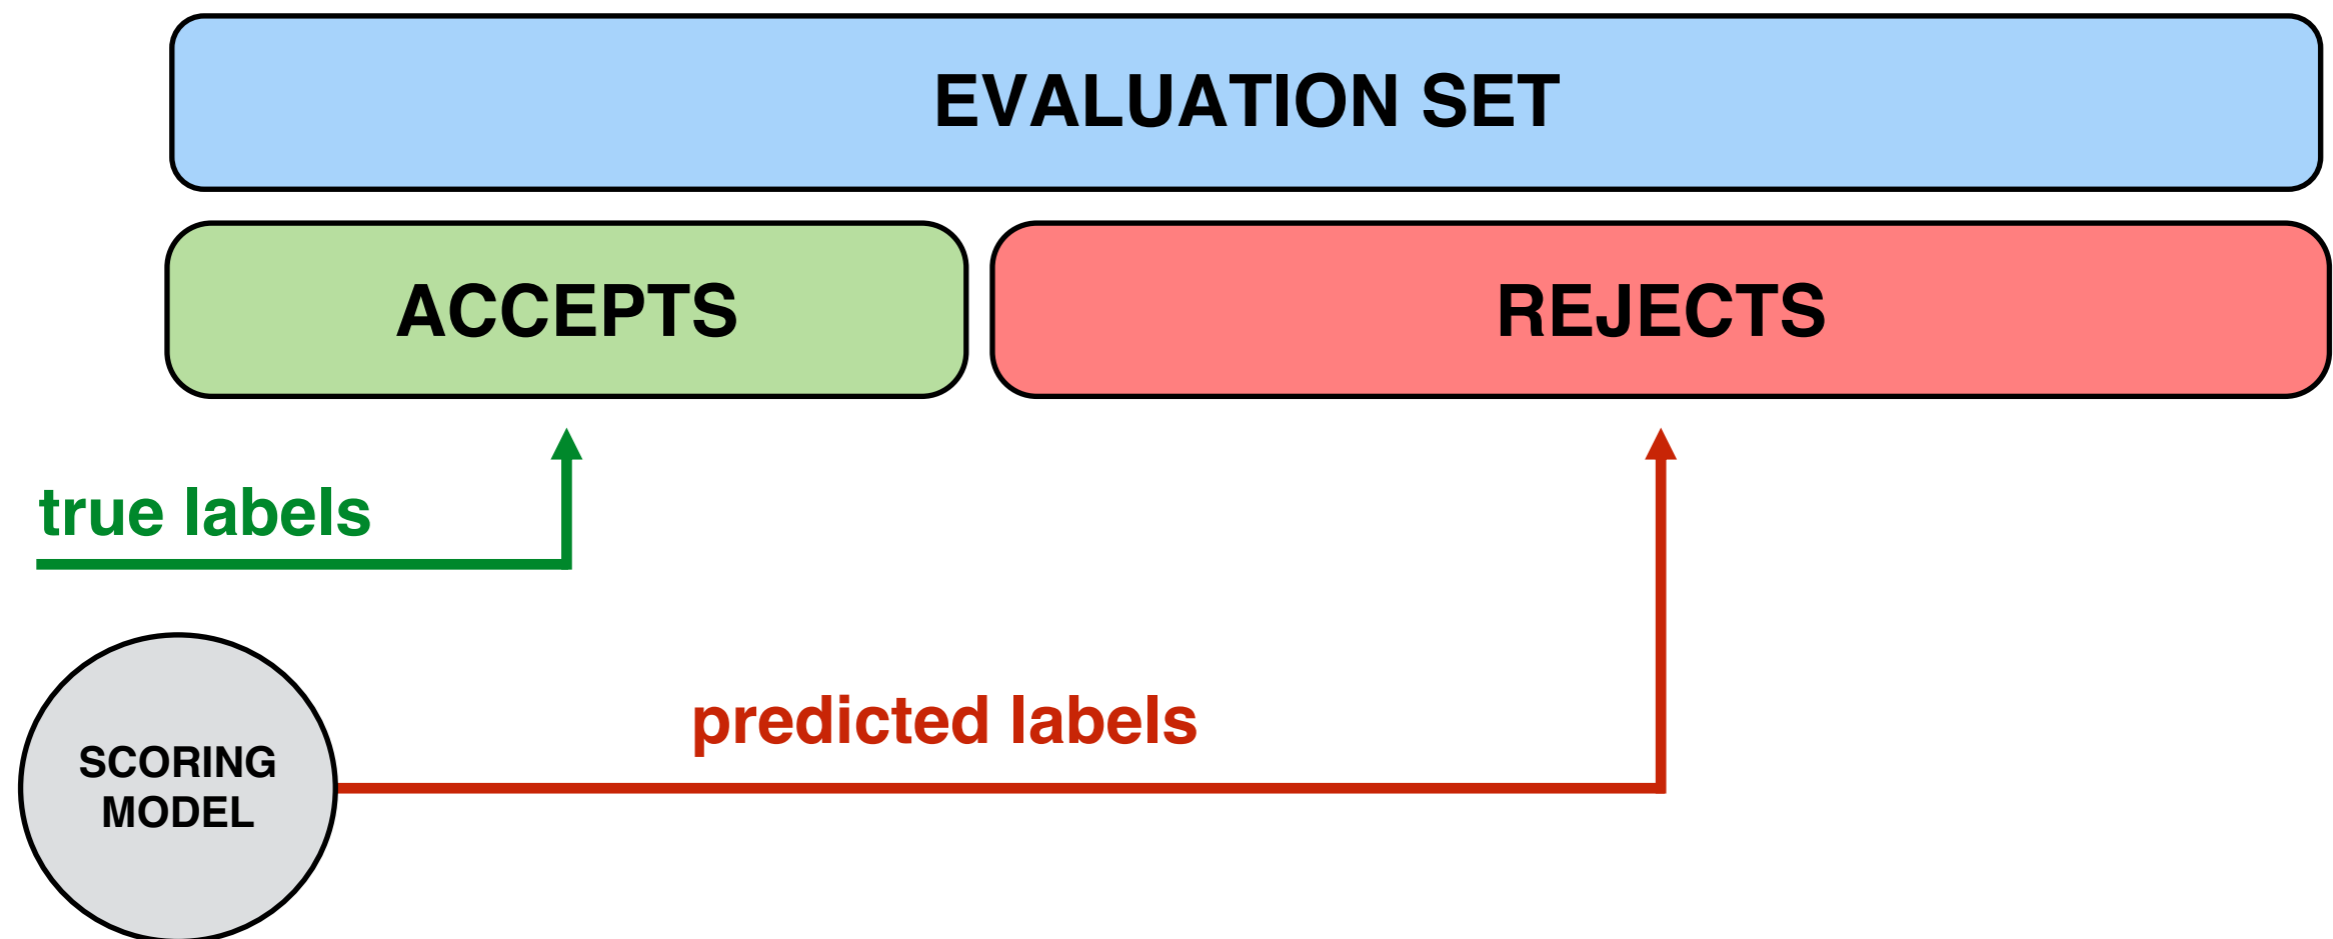 EVALUATION SET
ACCEPTS
REJECTS
true labels
predicted labels
SCORING
MODEL